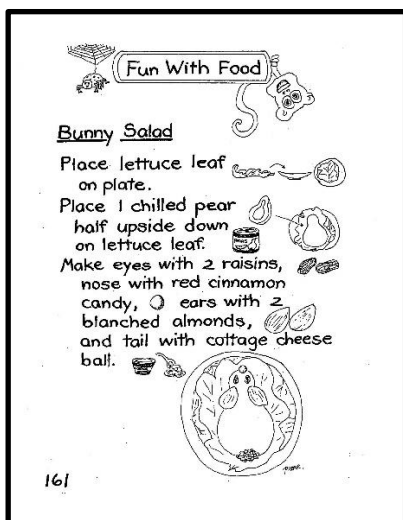 Fun With Food
Bunny Salad
Place lettuce leaf
on plate.
Place 1 chilled pear
half upside down
on lettuce leaf.
Make eyes with 2 raisins,
nose with red cinnamon
candy, ears with 2
blanched almonds,
and tail with cottage cheese
ball.
161